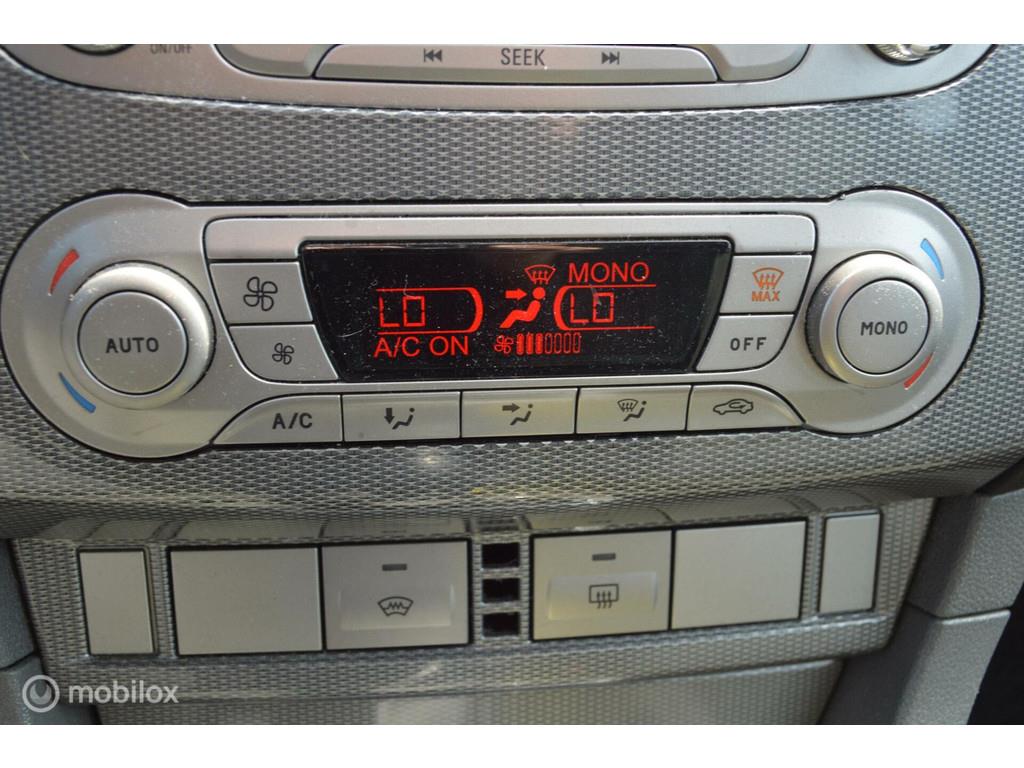 ON/OFF
SEEK
MONO
LO
LO
A/C ON
AUTO
MAX
OFF
MONO
A/C
mobilox